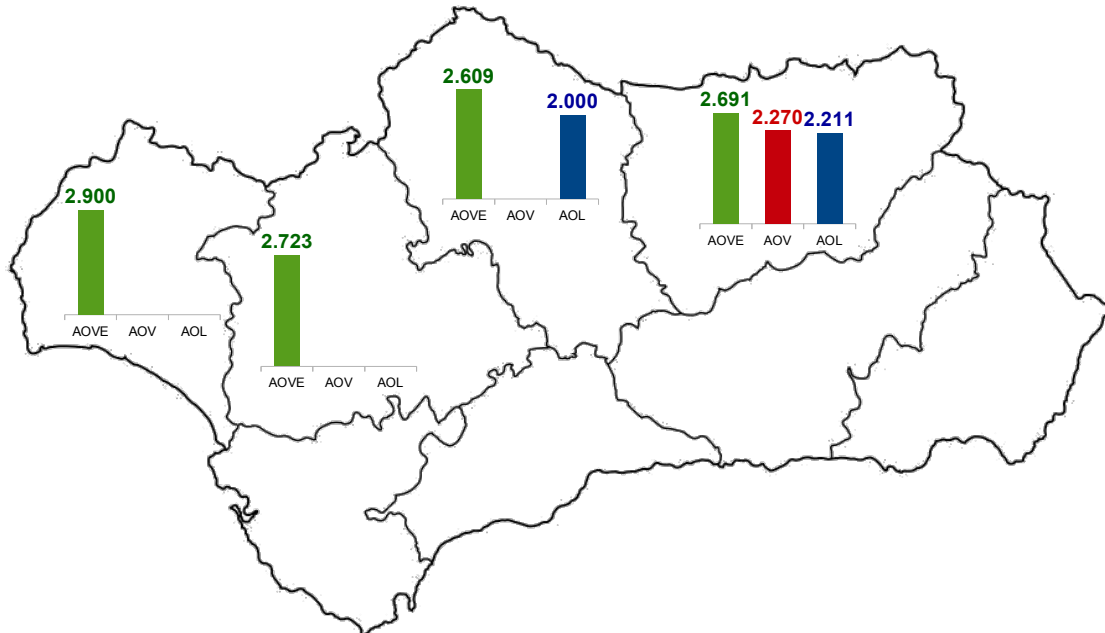 2.609
2.000
AOVE AOV AOL
2.691
2.270
2.211
AOVE AOV AOL
2.900
AOVE AOV AOL
2.723
AOVE AOV AOL